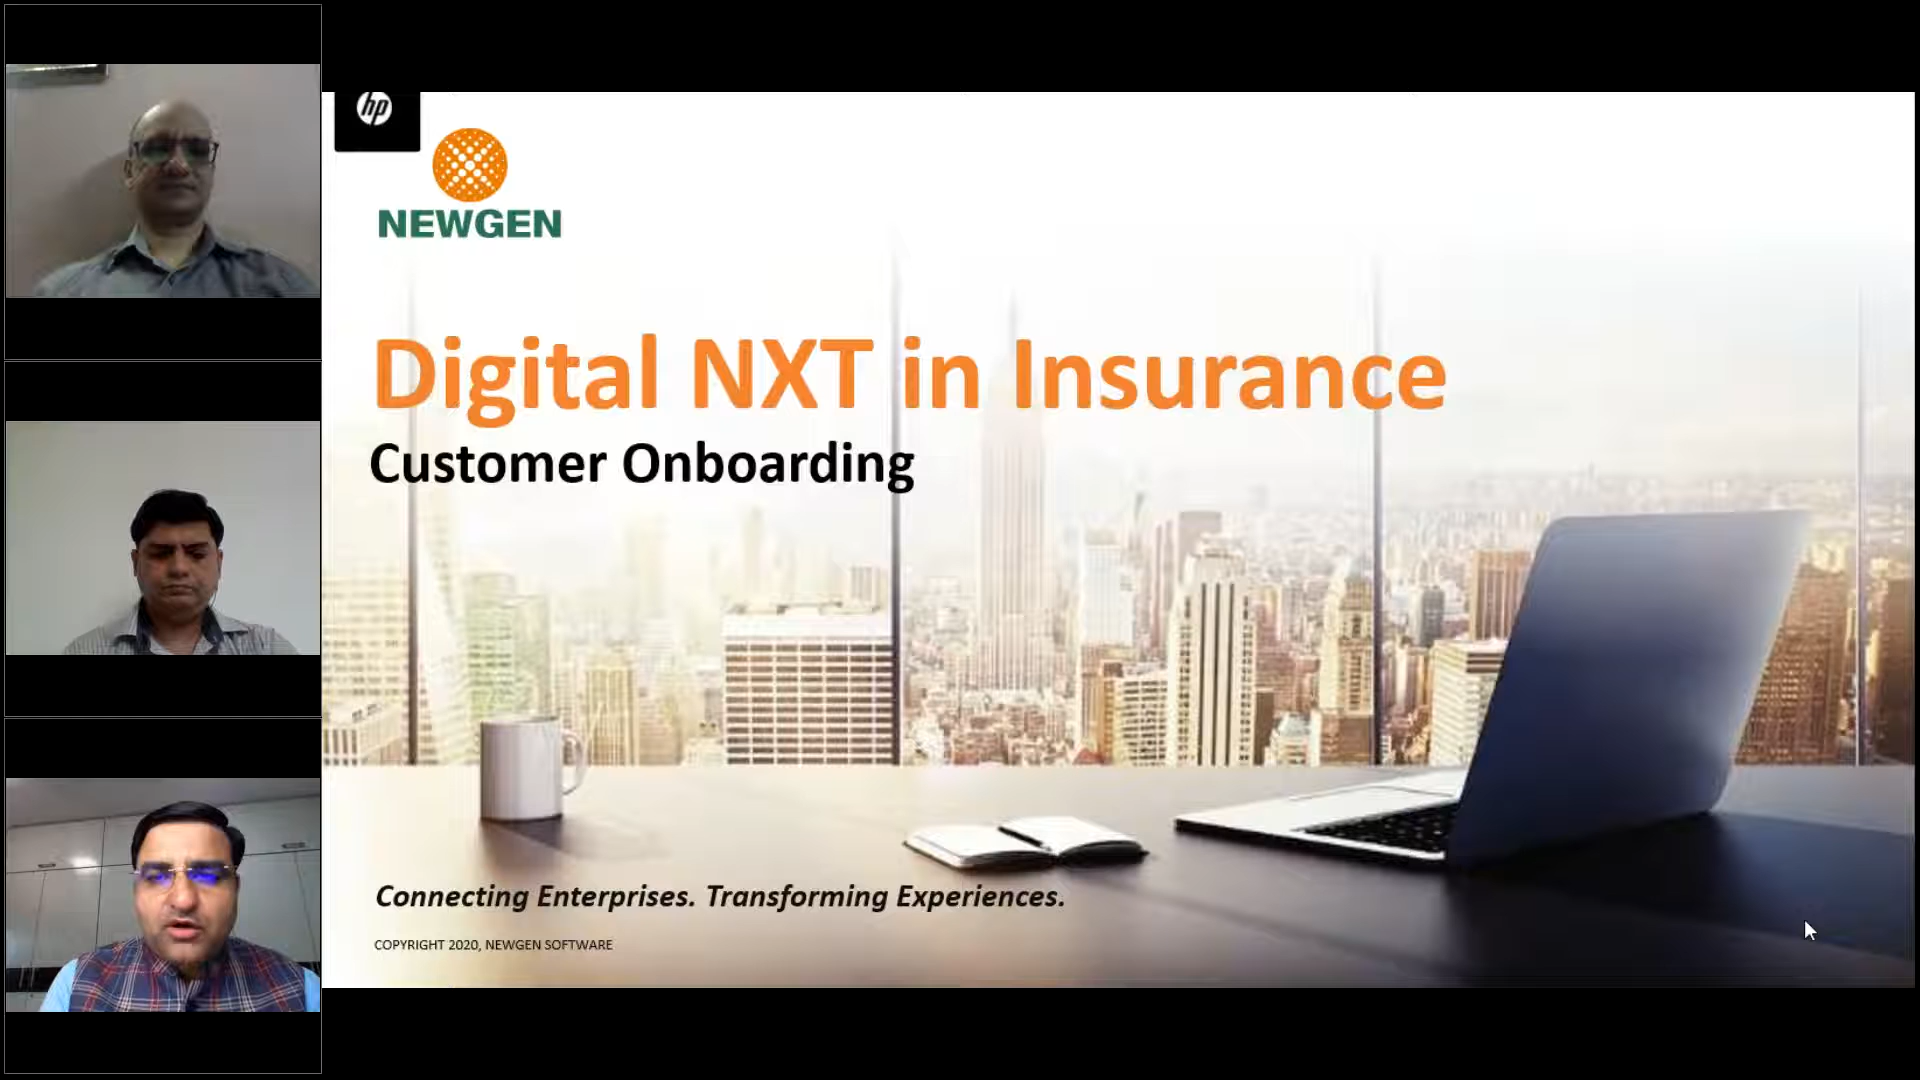 hp
NEWGEN
Digital NXT in Insurance
Customer Onboarding
Connecting Enterprises. Transforming Experiences.
COPYRIGHT 2020, NEWGEN SOFTWARE